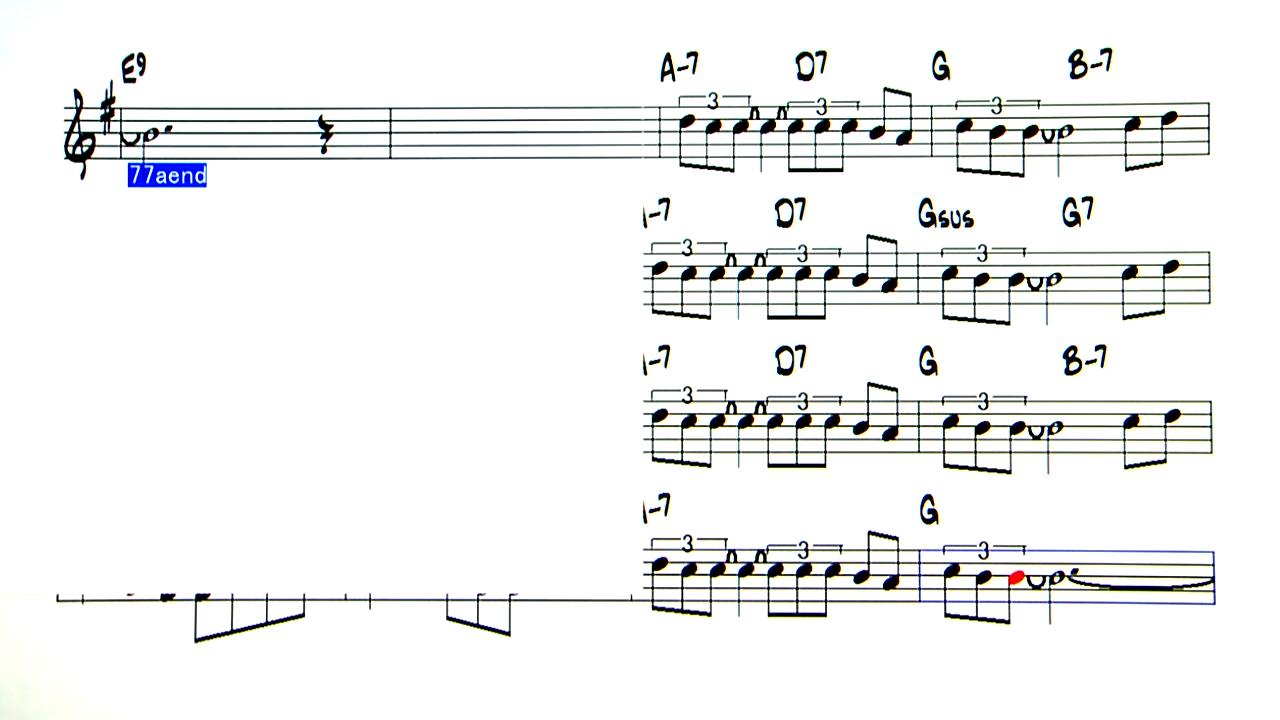 E9 A-7 D7 G B-7
3 3 3
77aend
-7 D7 Gsus G7
3 3 3
-7 D7 G B-7
3 3 3
-7 G
3 3 3